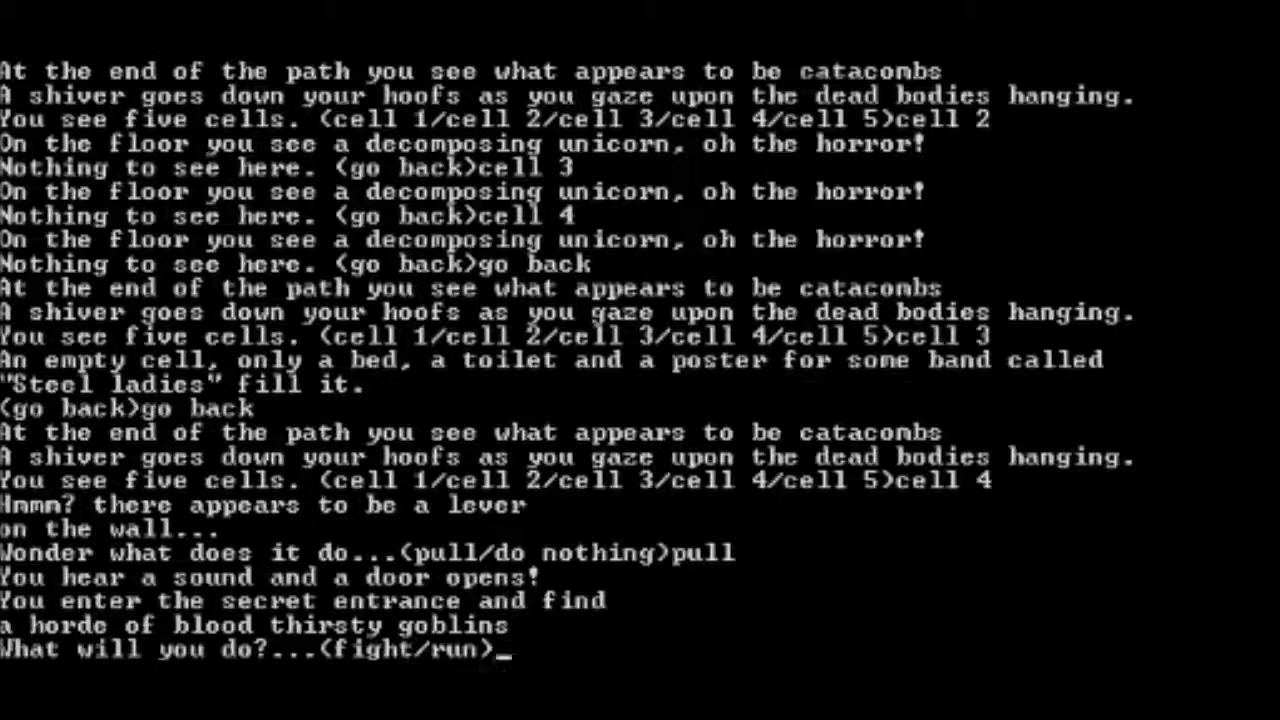 At the end of the path you see what appears to be catacombs
A shiver goes down your hoofs as you gaze upon the dead bodies hanging.
You see five cells. (cell 1/cell 2/cell 3/cell 4/cell 5)cell 2
On the floor you see a decomposing unicorn, oh the horror!
Nothing to see here. (go back)cell 3
On the floor you see a decomposing unicorn, oh the horror!
Nothing to see here. (go back)cell 4
On the floor you see a decomposing unicorn, oh the horror!
Nothing to see here. (go back)go back
At the end of the path you see what appears to be catacombs
A shiver goes down your hoofs as you gaze upon the dead bodies hanging.
You see five cells. (cell 1/cell 2/cell 3/cell 4/cell 5)cell 3
An empty cell, only a bed, a toilet and a poster for some band called
"Steel ladies" fill it.
(go back)go back
At the end of the path you see what appears to be catacombs
A shiver goes down your hoofs as you gaze upon the dead bodies hanging.
You see five cells. (cell 1/cell 2/cell 3/cell 4/cell 5)cell 4
Hmmm? there appears to be a lever
on the wall...
Wonder what does it do...(pull/do nothing)pull
You hear a sound and a door opens!
You enter the secret entrance and find
a horde of blood thirsty goblins
What will you do?...(fight/run)_